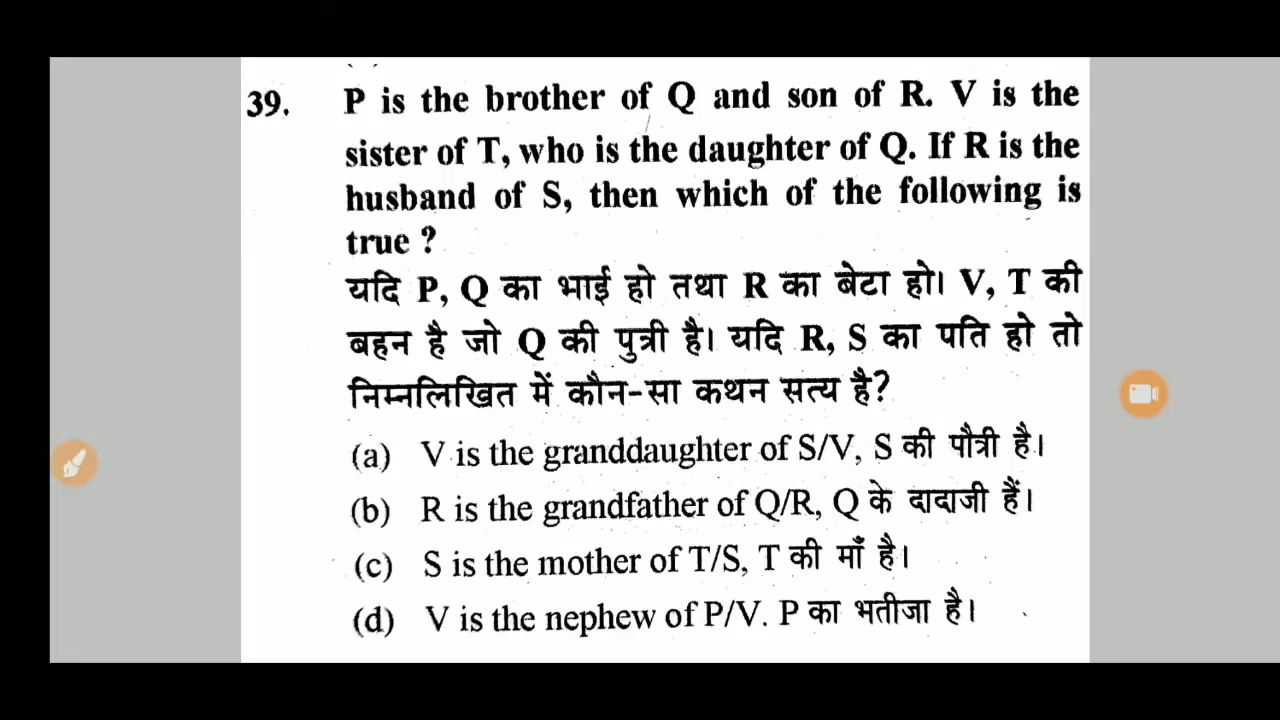 39. P is the brother of Q and son of R. V is the
sister of T, who is the daughter of Q. If R is the
husband of S, then which of the following is
true ?
यदि P, Q का भाई हो तथा R का बेटा हो। V, T की
बहन है जो Q की पुत्री है। यदि R, S का पति हो तो
निम्नलिखित में कौन-सा कथन सत्य है?
(a) V is the granddaughter of S/V, S की पौत्री है।
(b) R is the grandfather of Q/R, Q के दादाजी हैं।
(c) S is the mother of T/S, T की माँ है।
(d) V is the nephew of P/V. P का भतीजा है।